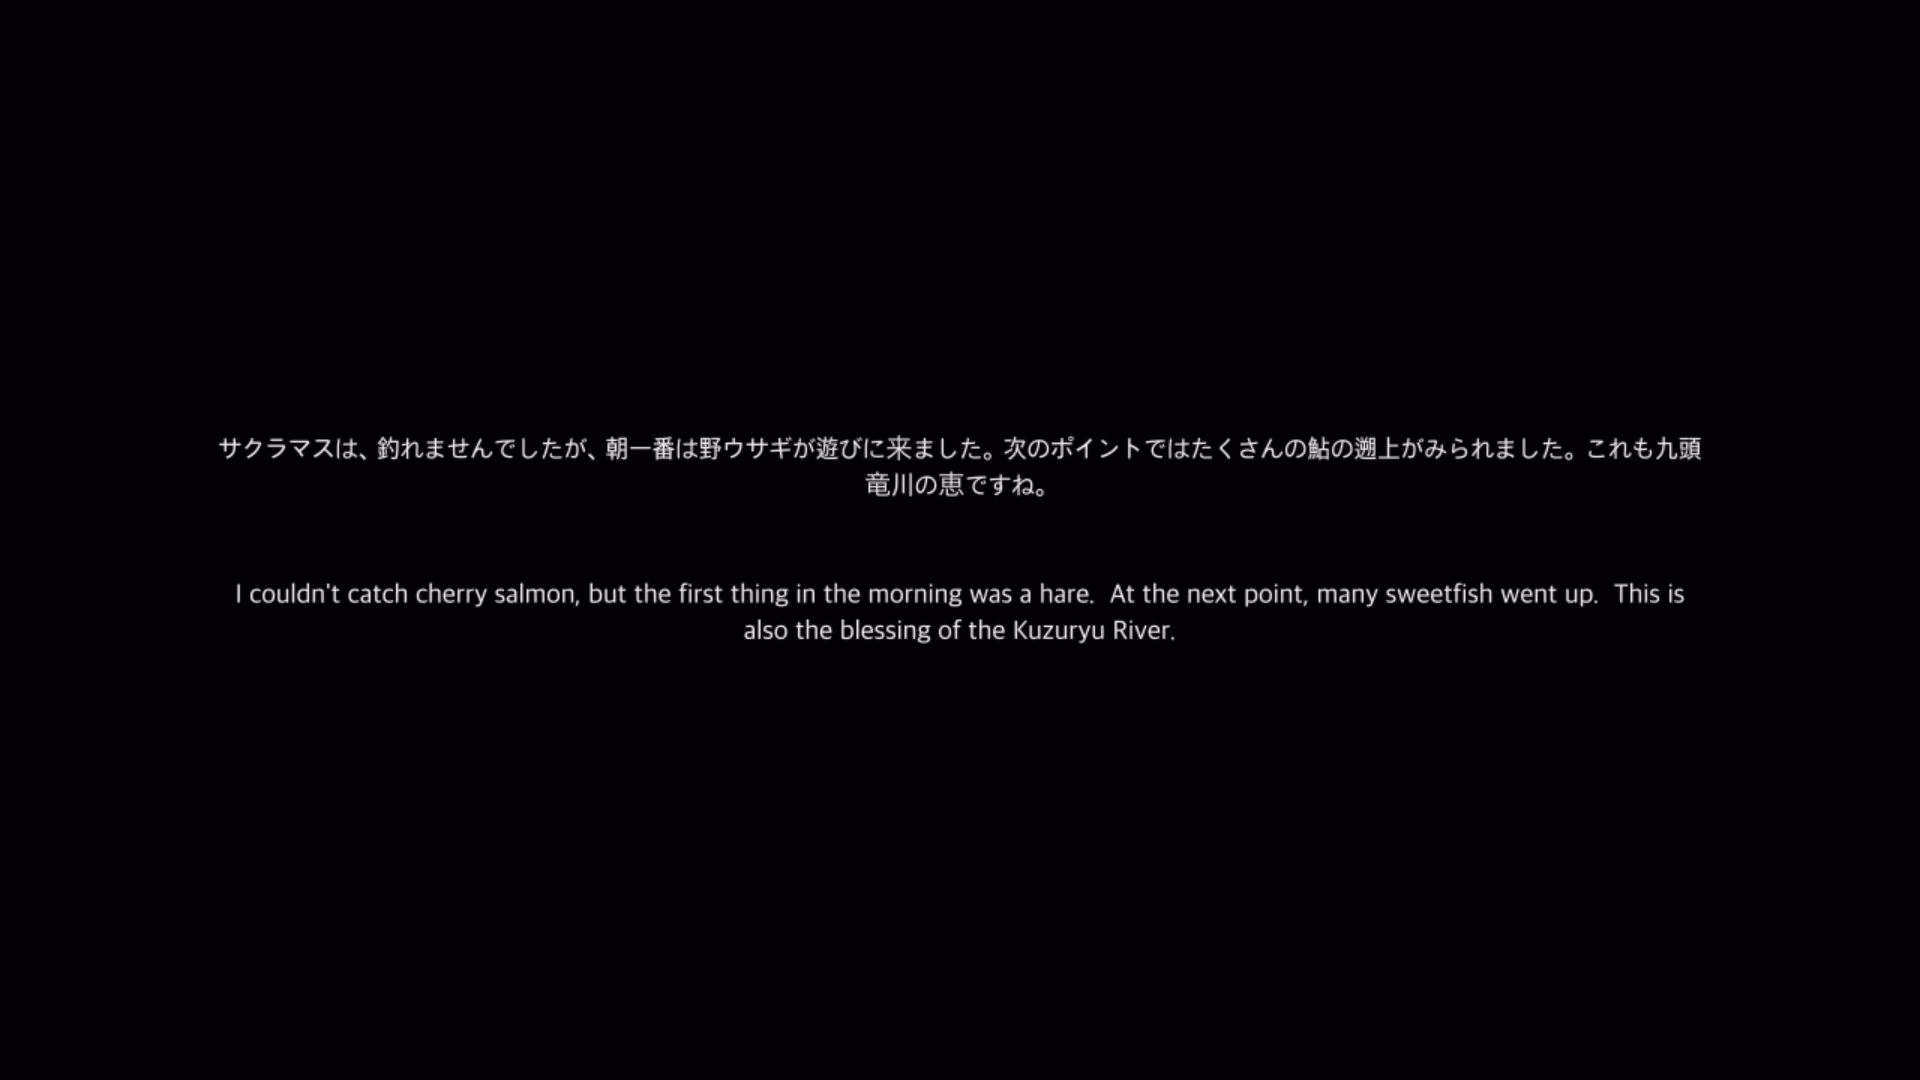 サクラマスは、釣れませんでしたが、朝一番は野ウサギが遊びに来ました。次のポイントではたくさんの鮎の遡上がみられました。これも九頭
竜川の恵ですね。
I couldn't catch cherry salmon, but the first thing in the morning was a hare.  At the next point, many sweetfish went up.  This is
also the blessing of the Kuzuryu River.